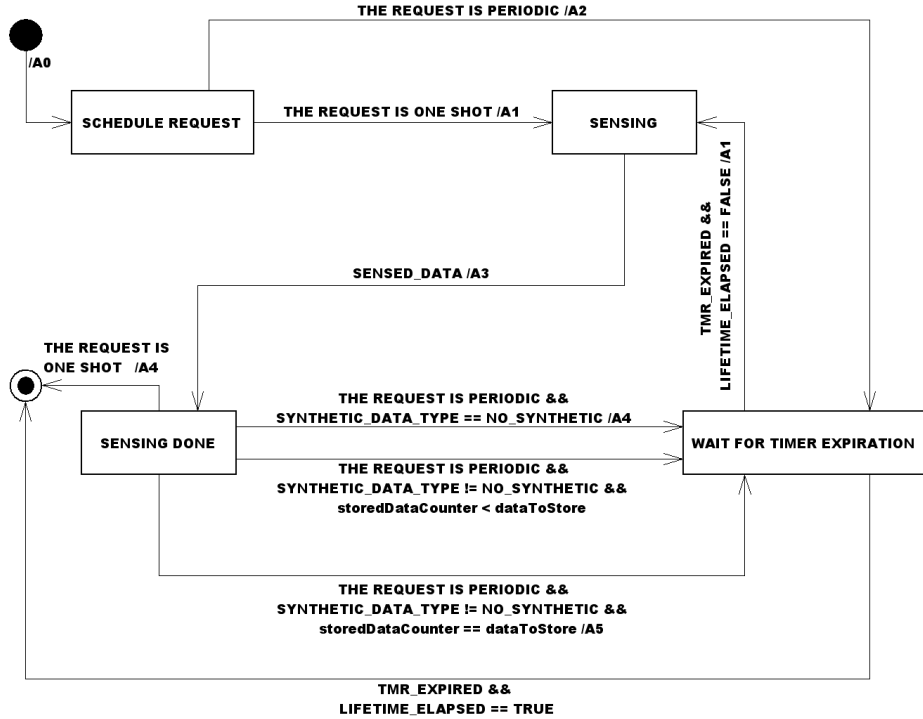 THE REQUEST IS PERIODIC /A2
/A0
SCHEDULE REQUEST
THE REQUEST IS ONE SHOT /A1
SENSING
TMR_EXPIRED &&
LIFETIME_ELAPSED == FALSE /A1
SENSED_DATA /A3
THE REQUEST IS
ONE SHOT /A4
SENSING DONE
THE REQUEST IS PERIODIC &&
SYNTHETIC_DATA_TYPE == NO_SYNTHETIC /A4
WAIT FOR TIMER EXPIRATION
THE REQUEST IS PERIODIC &&
SYNTHETIC_DATA_TYPE != NO_SYNTHETIC &&
storedDataCounter < dataToStore
THE REQUEST IS PERIODIC &&
SYNTHETIC_DATA_TYPE != NO_SYNTHETIC &&
storedDataCounter == dataToStore /A5
TMR_EXPIRED &&
LIFETIME_ELAPSED == TRUE